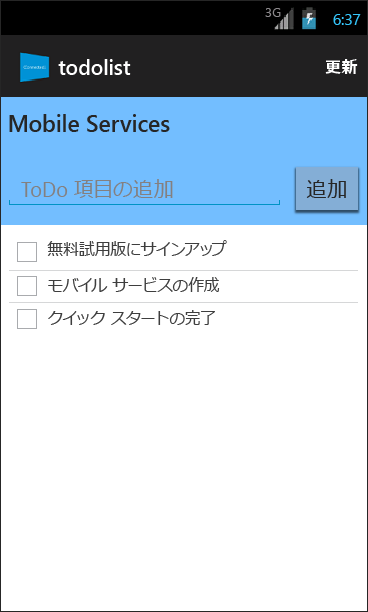 3G 6:37
todolist 更新
Mobile Services
ToDo 項目の追加 追加
無料試用版にサインアップ
モバイル サービスの作成
クイック スタートの完了